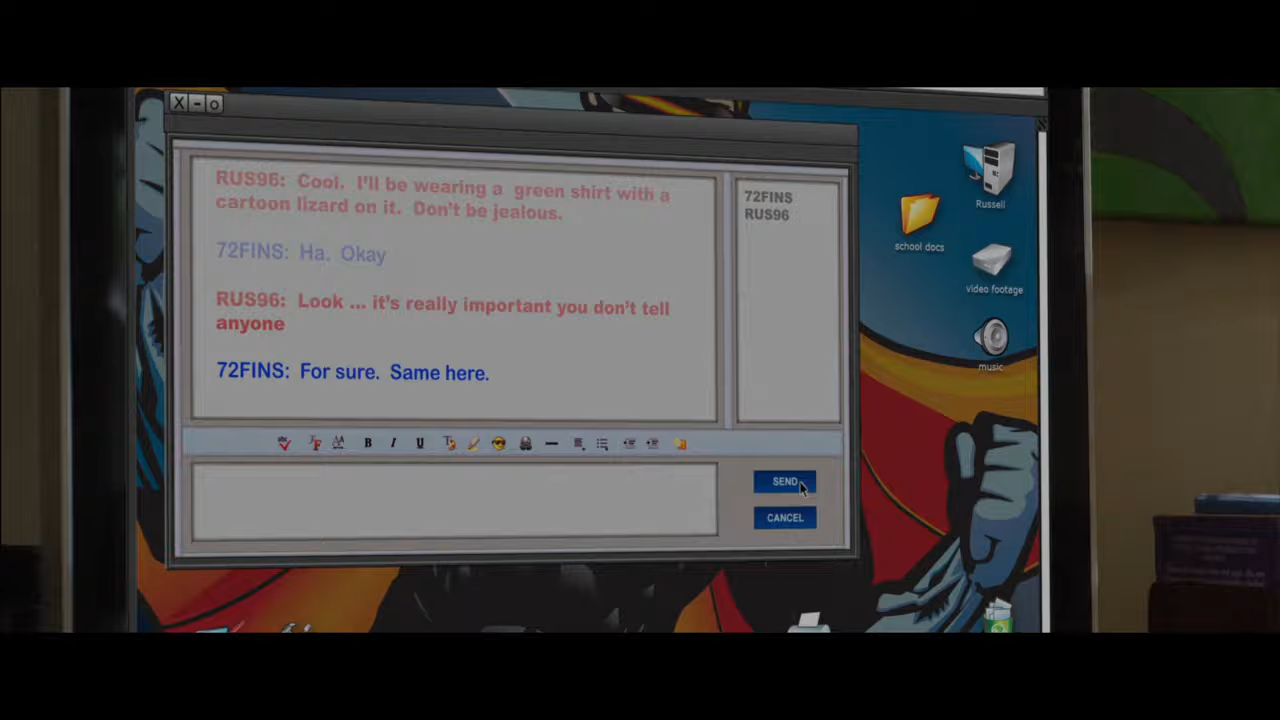 X - o
RUS96: Cool. I'll be wearing a green shirt with a
cartoon lizard on it. Don't be jealous.
72FINS: Ha. Okay
RUS96: Look ... it's really important you don't tell
anyone
72FINS: For sure. Same here.
72FINS
RUS96
B I U
SEND
CANCEL
Russell
school docs
video footage
music